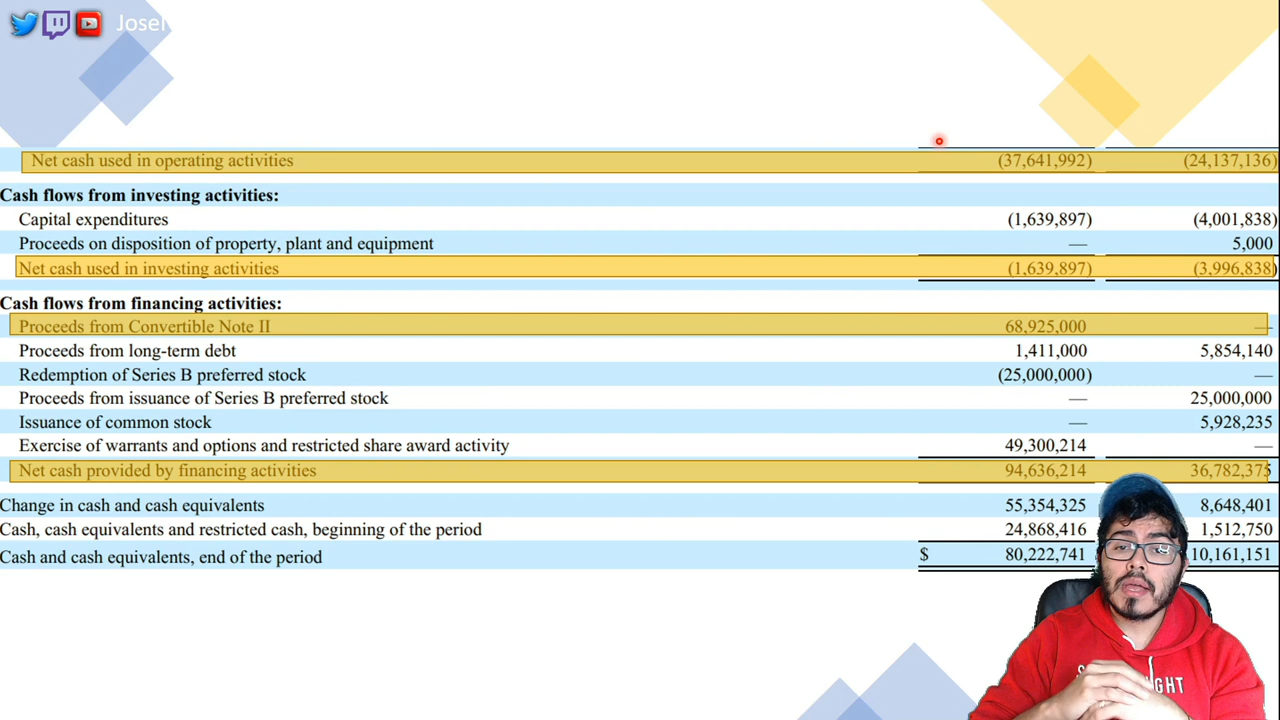 Net cash used in operating activities (37,641,992) (24,137,136)
Cash flows from investing activities:
Capital expenditures (1,639,897) (4,001,838)
Proceeds on disposition of property, plant and equipment — 5,000
Net cash used in investing activities (1,639,897) (3,996,838)
Cash flows from financing activities:
Proceeds from Convertible Note II 68,925,000 —
Proceeds from long-term debt 1,411,000 5,854,140
Redemption of Series B preferred stock (25,000,000) —
Proceeds from issuance of Series B preferred stock — 25,000,000
Issuance of common stock — 5,928,235
Exercise of warrants and options and restricted share award activity 49,300,214 —
Net cash provided by financing activities 94,636,214 36,782,375
Change in cash and cash equivalents 55,354,325 8,648,401
Cash, cash equivalents and restricted cash, beginning of the period 24,868,416 1,512,750
Cash and cash equivalents, end of the period $ 80,222,741 10,161,151